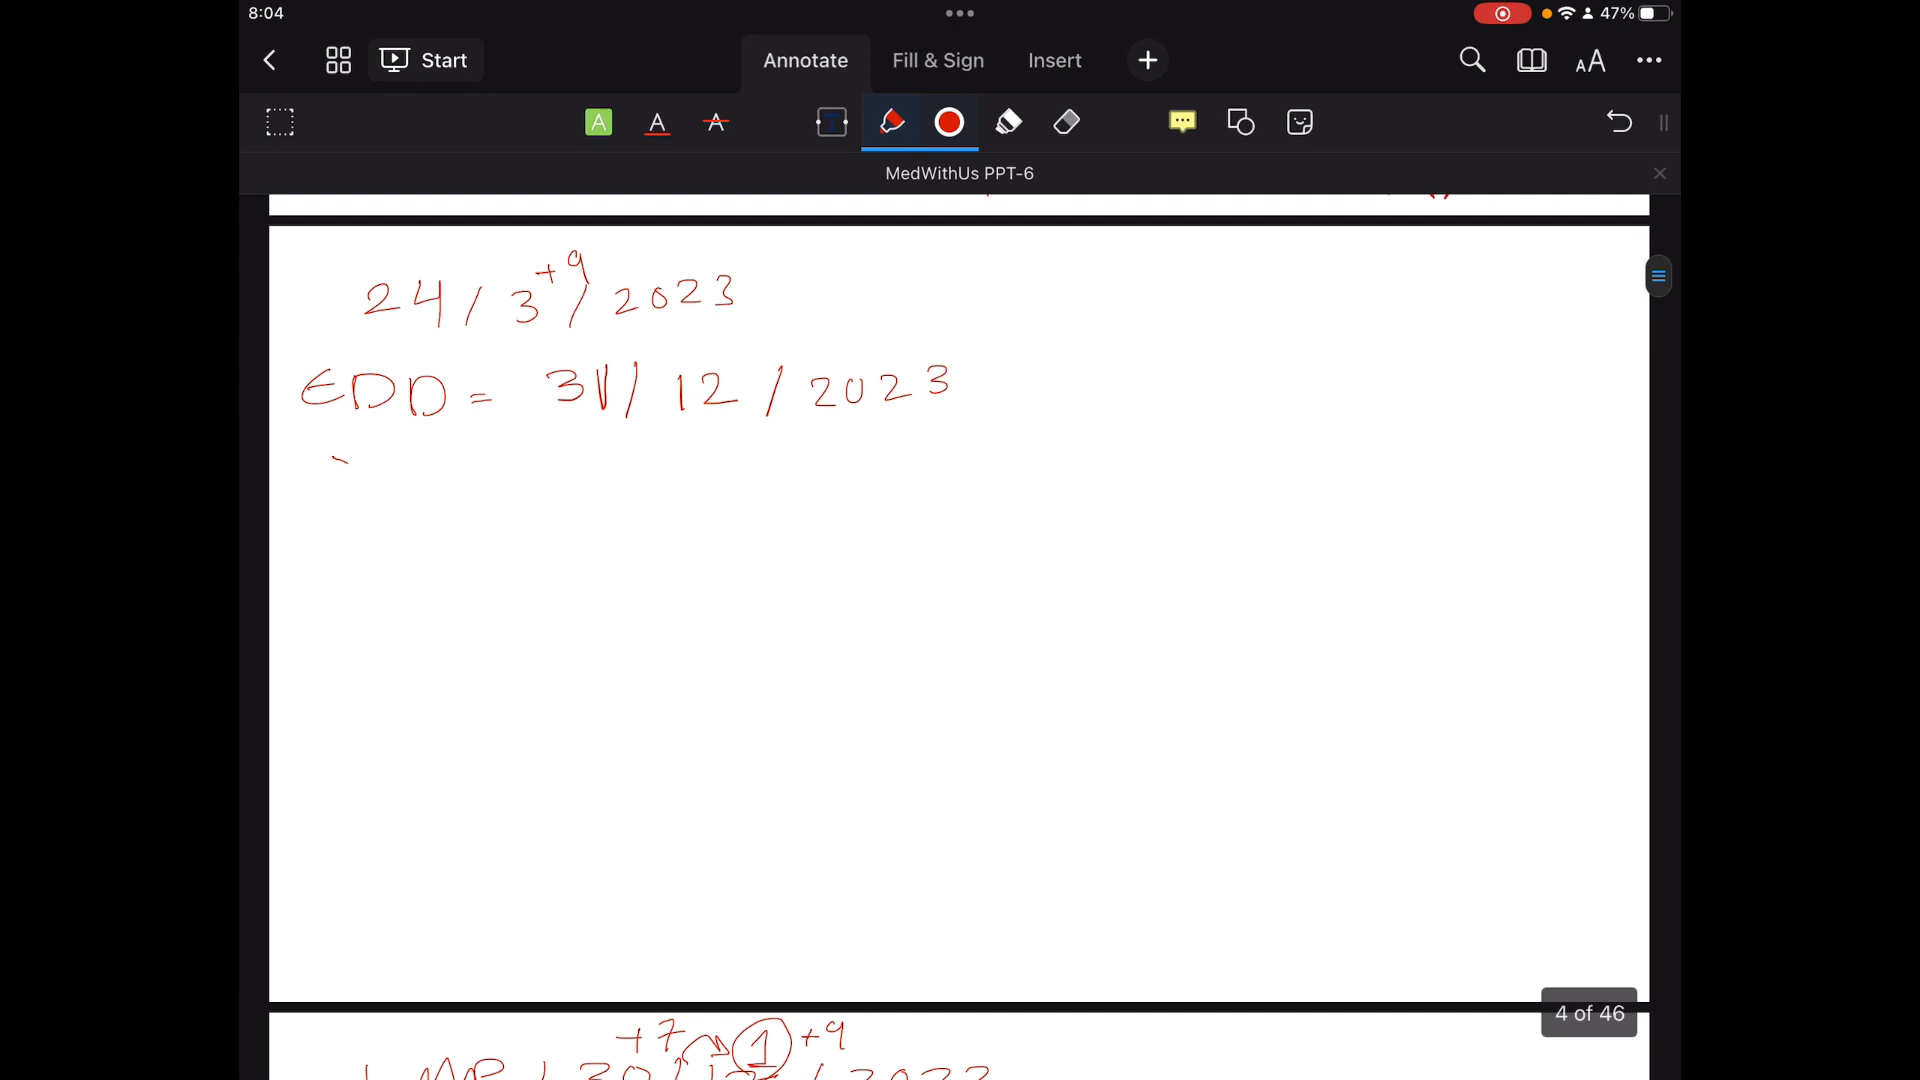 8:04
47%
Start
Annotate
Fill & Sign
Insert
MedWithUs PPT-6
+9
24 / 3 / 2023
EDD = 31 / 12 / 2023
4 of 46
+7 1 +9